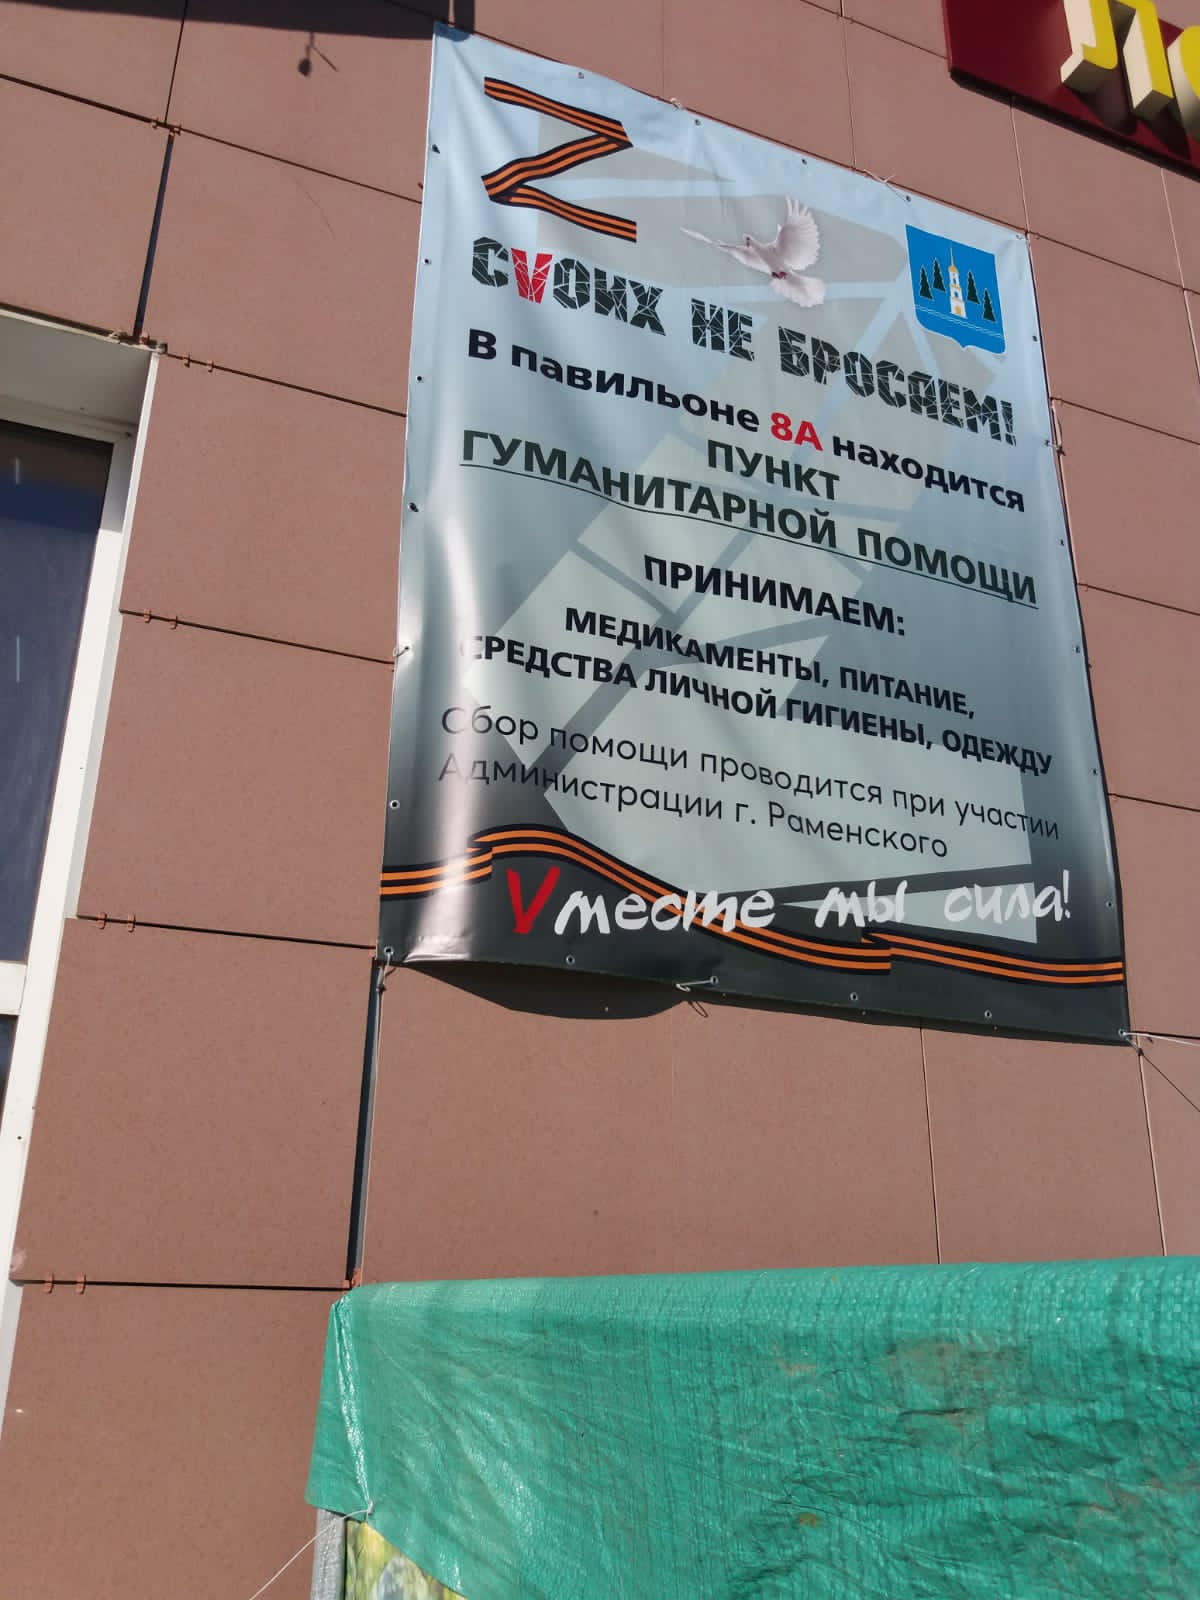 Z
СVОИХ НЕ БРОСАЕМ!
В павильоне 8А находится
ПУНКТ
ГУМАНИТАРНОЙ ПОМОЩИ
ПРИНИМАЕМ:
МЕДИКАМЕНТЫ, ПИТАНИЕ,
СРЕДСТВА ЛИЧНОЙ ГИГИЕНЫ, ОДЕЖДУ
Сбор помощи проводится при участии
Администрации г. Раменского
Vместе мы сила!